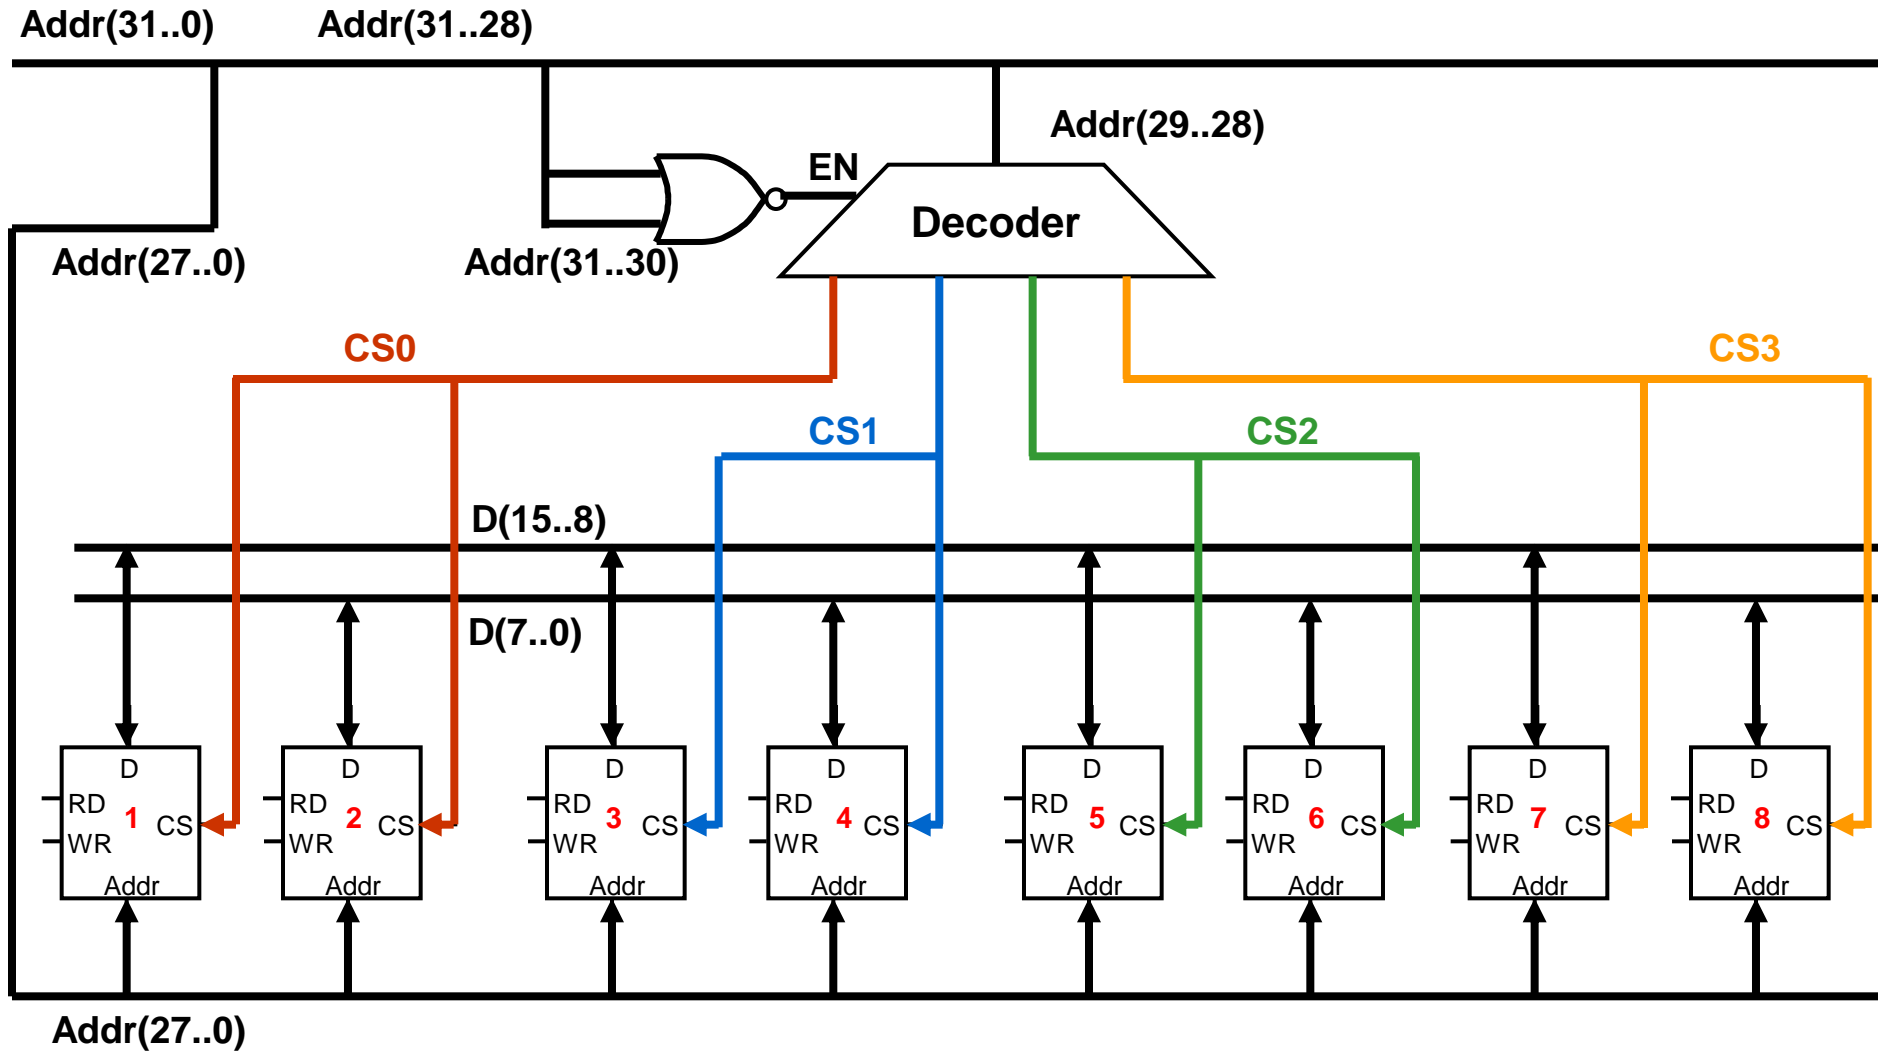 Addr(31..0)
Addr(31..28)
Addr(29..28)
EN
Decoder
Addr(27..0)
Addr(31..30)
CS0
CS3
CS1
CS2
D(15..8)
D(7..0)
D
RD
1
CS
WR
Addr
D
RD
2
CS
WR
Addr
D
RD
3
CS
WR
Addr
D
RD
4
CS
WR
Addr
D
RD
5
CS
WR
Addr
D
RD
6
CS
WR
Addr
D
RD
7
CS
WR
Addr
D
RD
8
CS
WR
Addr
Addr(27..0)